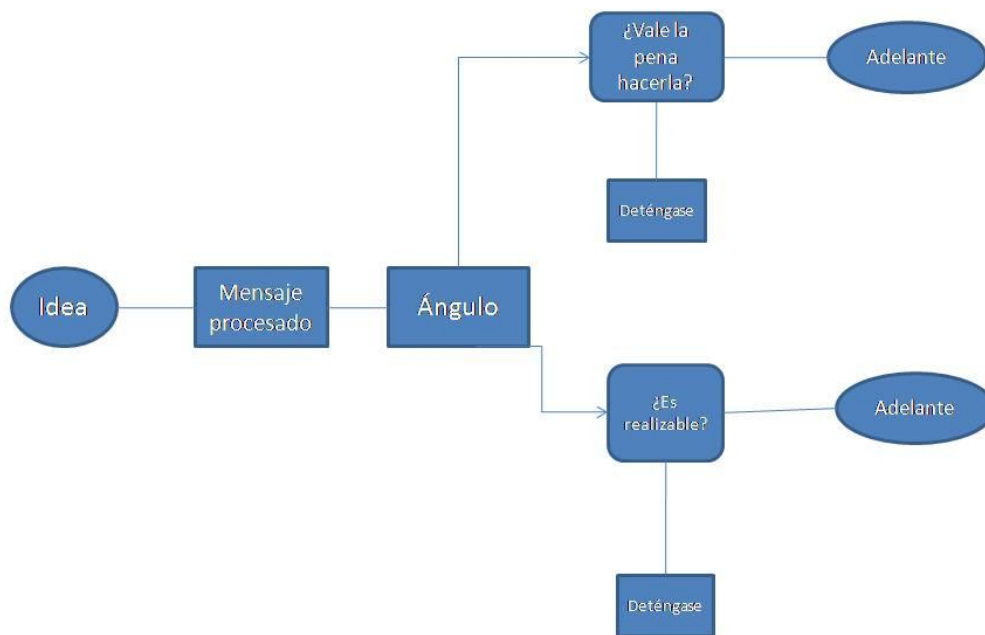 ¿Vale la
pena
hacerla?
Adelante
Deténgase
Idea
Mensaje
procesado
Ángulo
¿Es
realizable?
Adelante
Deténgase